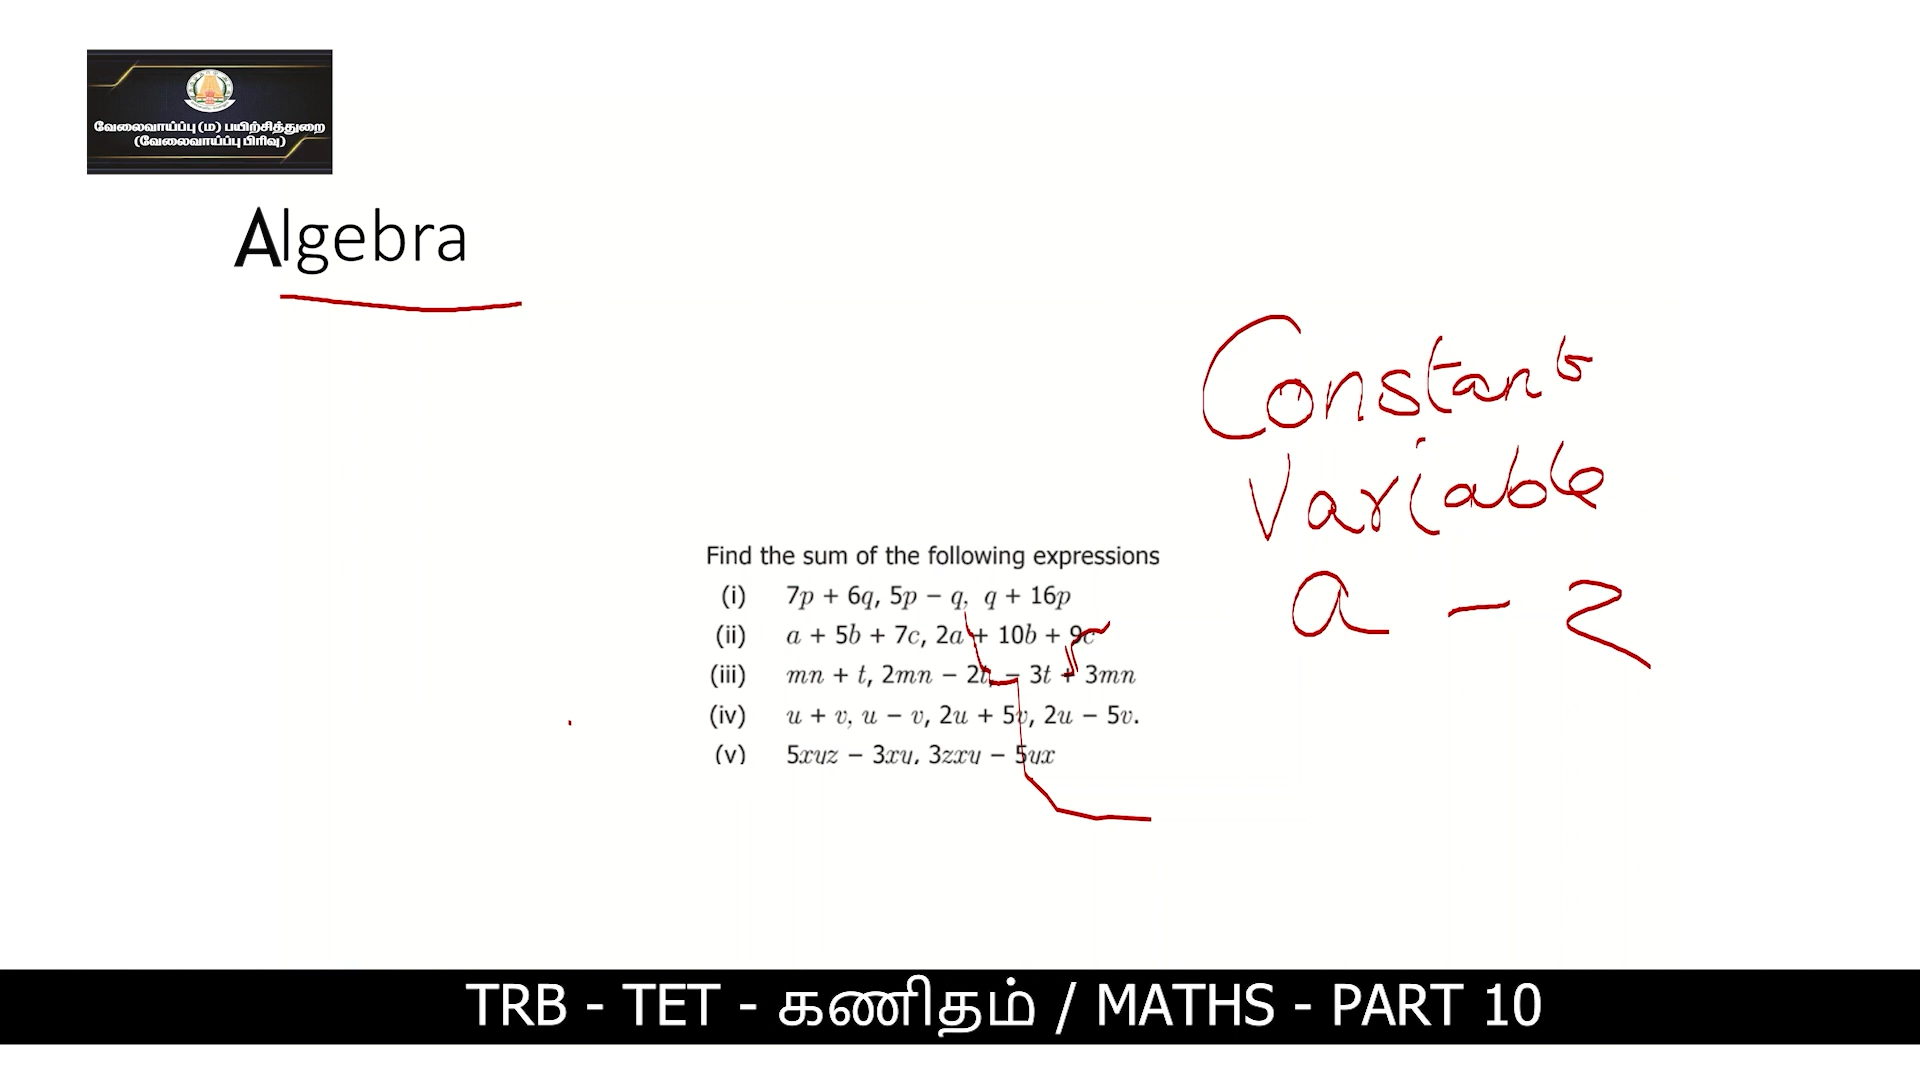 வேலைவாய்ப்பு (ம) பயிற்சித்துறை
(வேலைவாய்ப்பு பிரிவு)
Algebra
Constant
Variable
a - z
Find the sum of the following expressions
(i) 7p + 6q, 5p − q, q + 16p
(ii) a + 5b + 7c, 2a + 10b + 9c
(iii) mn + t, 2mn − 2t, − 3t + 3mn
(iv) u + v, u − v, 2u + 5v, 2u − 5v.
(v) 5xyz − 3xy, 3zxy − 5yx
TRB - TET - கணிதம் / MATHS - PART 10